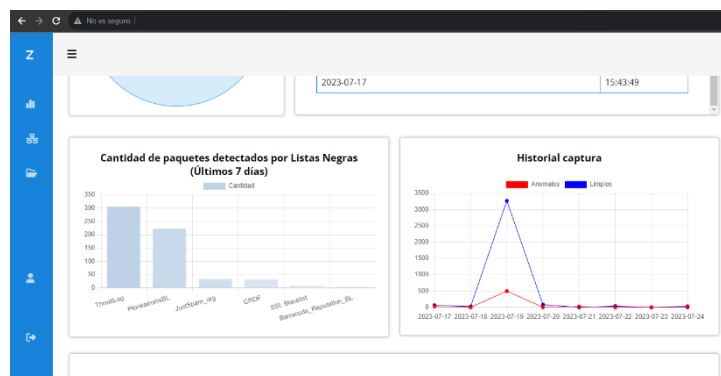 No es seguro
Z
2023-07-17 15:43:49
Cantidad de paquetes detectados por Listas Negras
(Últimos 7 días)
Cantidad
350
300
250
200
150
100
50
0
ThreatLog
PlonkatronixBL
JustSpam_org
CRDF
SSL Blacklist
Barracuda_Reputation_BL
Historial captura
Anomalos Limpios
3500
3000
2500
2000
1500
1000
500
0
2023-07-17 2023-07-18 2023-07-19 2023-07-20 2023-07-21 2023-07-22 2023-07-23 2023-07-24